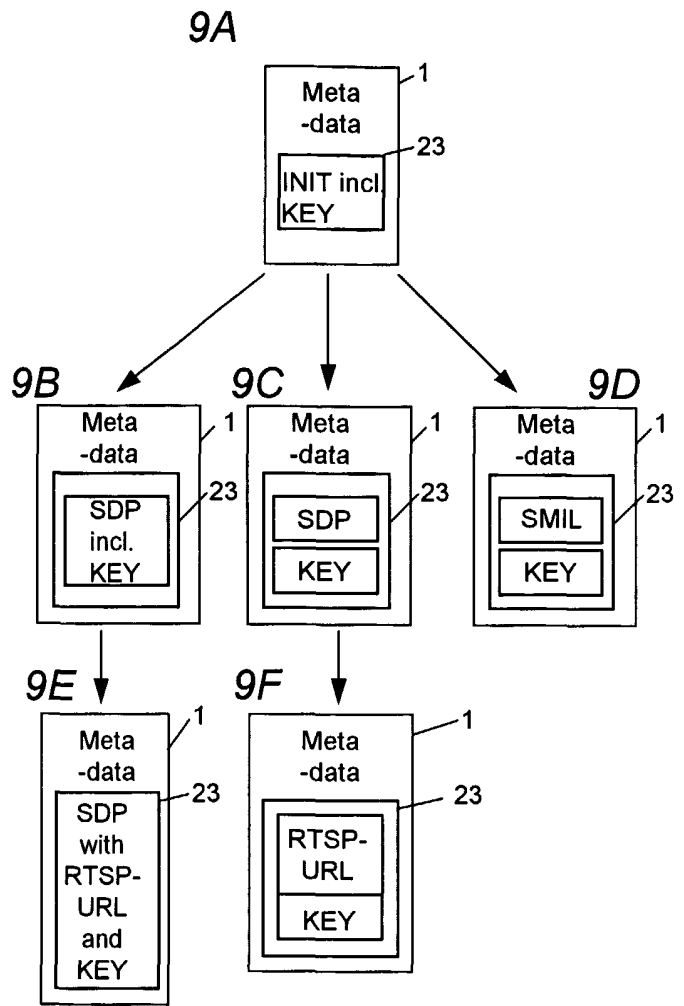 9A
1
Meta
-data
23
INIT incl.
KEY
9B
9C
9D
Meta
-data
1
23
SDP
incl.
KEY
Meta
-data
1
23
SDP
KEY
Meta
-data
1
23
SMIL
KEY
9E
9F
1
Meta
-data
23
SDP
with
RTSP-
URL
and
KEY
1
Meta
-data
23
RTSP-
URL
KEY